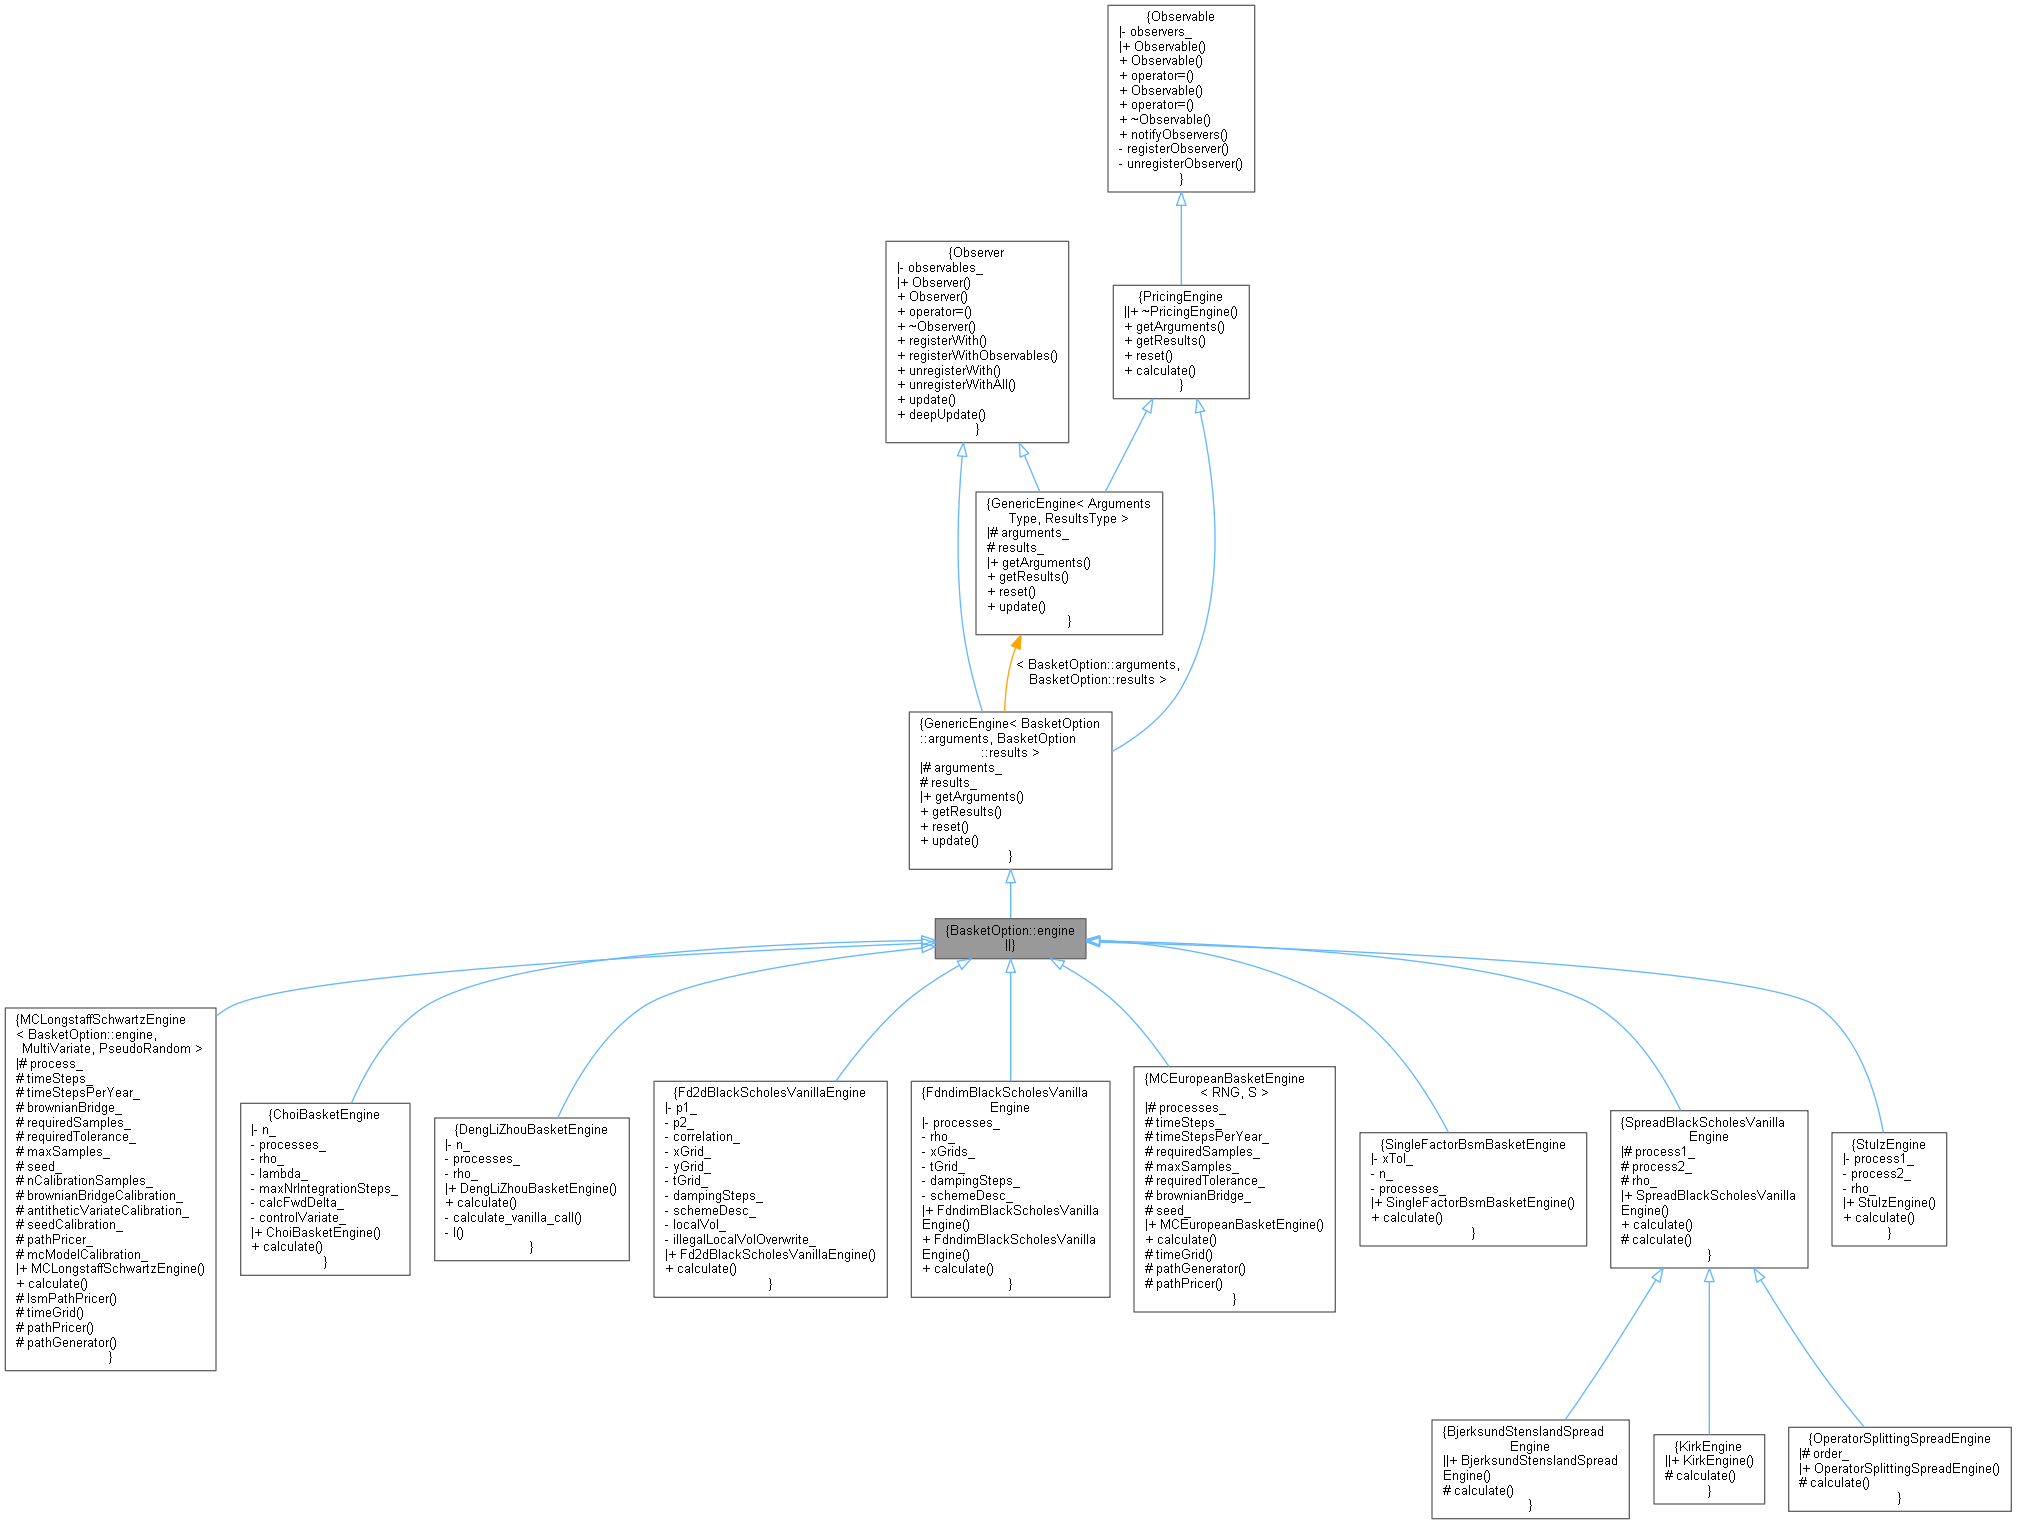 {Observable
|- observers_
|+ Observable()
+ Observable()
+ operator=()
+ Observable()
+ operator=()
+ ~Observable()
+ notifyObservers()
- registerObserver()
- unregisterObserver()
}
{Observer
|- observables_
|+ Observer()
+ Observer()
+ operator=()
+ ~Observer()
+ registerWith()
+ registerWithObservables()
+ unregisterWith()
+ unregisterWithAll()
+ update()
+ deepUpdate()
}
{PricingEngine
||+ ~PricingEngine()
+ getArguments()
+ getResults()
+ reset()
+ calculate()
}
{GenericEngine< Arguments
Type, ResultsType >
|# arguments_
# results_
|+ getArguments()
+ getResults()
+ reset()
+ update()
}
< BasketOption::arguments,
BasketOption::results >
{GenericEngine< BasketOption
::arguments, BasketOption
::results >
|# arguments_
# results_
|+ getArguments()
+ getResults()
+ reset()
+ update()
}
{BasketOption::engine
||}
{MCLongstaffSchwartzEngine
< BasketOption::engine,
MultiVariate, PseudoRandom >
|# process_
# timeSteps_
# timeStepsPerYear_
# brownianBridge_
# requiredSamples_
# requiredTolerance_
# maxSamples_
# seed_
# nCalibrationSamples_
# brownianBridgeCalibration_
# antitheticVariateCalibration_
# seedCalibration_
# pathPricer_
# mcModelCalibration_
|+ MCLongstaffSchwartzEngine()
+ calculate()
# lsmPathPricer()
# timeGrid()
# pathPricer()
# pathGenerator()
}
{ChoiBasketEngine
|- n_
- processes_
- rho_
- lambda_
- maxNrIntegrationSteps_
- calcFwdDelta_
- controlVariate_
|+ ChoiBasketEngine()
+ calculate()
}
{DengLiZhouBasketEngine
|- n_
- processes_
- rho_
|+ DengLiZhouBasketEngine()
+ calculate()
- calculate_vanilla_call()
- I()
}
{Fd2dBlackScholesVanillaEngine
|- p1_
- p2_
- correlation_
- xGrid_
- yGrid_
- tGrid_
- dampingSteps_
- schemeDesc_
- localVol_
- illegalLocalVolOverwrite_
|+ Fd2dBlackScholesVanillaEngine()
+ calculate()
}
{FdndimBlackScholesVanilla
Engine
|- processes_
- rho_
- xGrids_
- tGrid_
- dampingSteps_
- schemeDesc_
|+ FdndimBlackScholesVanilla
Engine()
+ FdndimBlackScholesVanilla
Engine()
+ calculate()
}
{MCEuropeanBasketEngine
< RNG, S >
|# processes_
# timeSteps_
# timeStepsPerYear_
# requiredSamples_
# maxSamples_
# requiredTolerance_
# brownianBridge_
# seed_
|+ MCEuropeanBasketEngine()
+ calculate()
# timeGrid()
# pathGenerator()
# pathPricer()
}
{SingleFactorBsmBasketEngine
|- xTol_
- n_
- processes_
|+ SingleFactorBsmBasketEngine()
+ calculate()
}
{SpreadBlackScholesVanilla
Engine
|# process1_
# process2_
# rho_
|+ SpreadBlackScholesVanilla
Engine()
+ calculate()
# calculate()
}
{StulzEngine
|- process1_
- process2_
- rho_
|+ StulzEngine()
+ calculate()
}
{BjerksundStenslandSpread
Engine
||+ BjerksundStenslandSpread
Engine()
# calculate()
}
{KirkEngine
||+ KirkEngine()
# calculate()
}
{OperatorSplittingSpreadEngine
|# order_
|+ OperatorSplittingSpreadEngine()
# calculate()
}